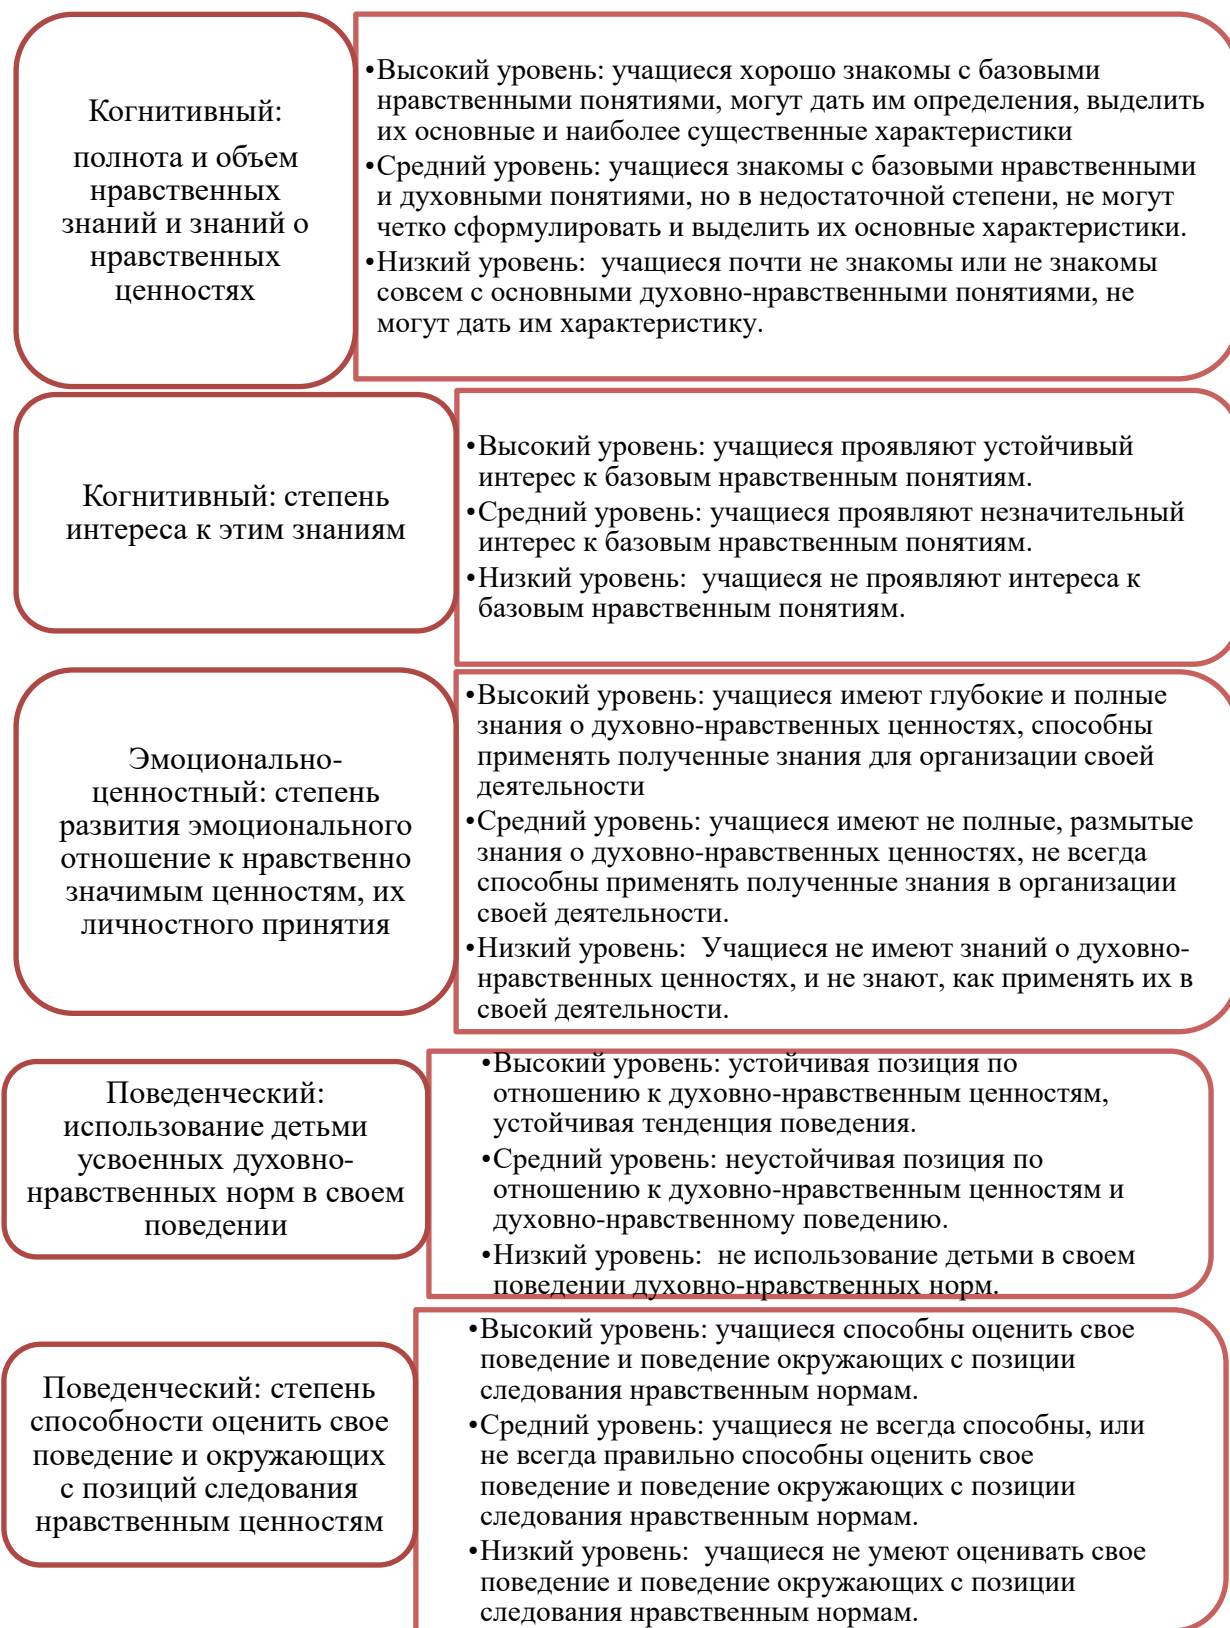 Когнитивный:
полнота и объем
нравственных
знаний и знаний о
нравственных
ценностях
•Высокий уровень: учащиеся хорошо знакомы с базовыми
нравственными понятиями, могут дать им определения, выделить
их основные и наиболее существенные характеристики
•Средний уровень: учащиеся знакомы с базовыми нравственными
и духовными понятиями, но в недостаточной степени, не могут
четко сформулировать и выделить их основные характеристики.
•Низкий уровень:  учащиеся почти не знакомы или не знакомы
совсем с основными духовно-нравственными понятиями, не
могут дать им характеристику.
Когнитивный: степень
интереса к этим знаниям
•Высокий уровень: учащиеся проявляют устойчивый
интерес к базовым нравственным понятиям.
•Средний уровень: учащиеся проявляют незначительный
интерес к базовым нравственным понятиям.
•Низкий уровень:  учащиеся не проявляют интереса к
базовым нравственным понятиям.
Эмоционально-
ценностный: степень
развития эмоционального
отношение к нравственно
значимым ценностям, их
личностного принятия
•Высокий уровень: учащиеся имеют глубокие и полные
знания о духовно-нравственных ценностях, способны
применять полученные знания для организации своей
деятельности
•Средний уровень: учащиеся имеют не полные, размытые
знания о духовно-нравственных ценностях, не всегда
способны применять полученные знания в организации
своей деятельности.
•Низкий уровень:  Учащиеся не имеют знаний о духовно-
нравственных ценностях, и не знают, как применять их в
своей деятельности.
Поведенческий:
использование детьми
усвоенных духовно-
нравственных норм в своем
поведении
•Высокий уровень: устойчивая позиция по
отношению к духовно-нравственным ценностям,
устойчивая тенденция поведения.
•Средний уровень: неустойчивая позиция по
отношению к духовно-нравственным ценностям и
духовно-нравственному поведению.
•Низкий уровень:  не использование детьми в своем
поведении духовно-нравственных норм.
Поведенческий: степень
способности оценить свое
поведение и окружающих
с позиций следования
нравственным ценностям
•Высокий уровень: учащиеся способны оценить свое
поведение и поведение окружающих с позиции
следования нравственным нормам.
•Средний уровень: учащиеся не всегда способны, или
не всегда правильно способны оценить свое
поведение и поведение окружающих с позиции
следования нравственным нормам.
•Низкий уровень:  учащиеся не умеют оценивать свое
поведение и поведение окружающих с позиции
следования нравственным нормам.